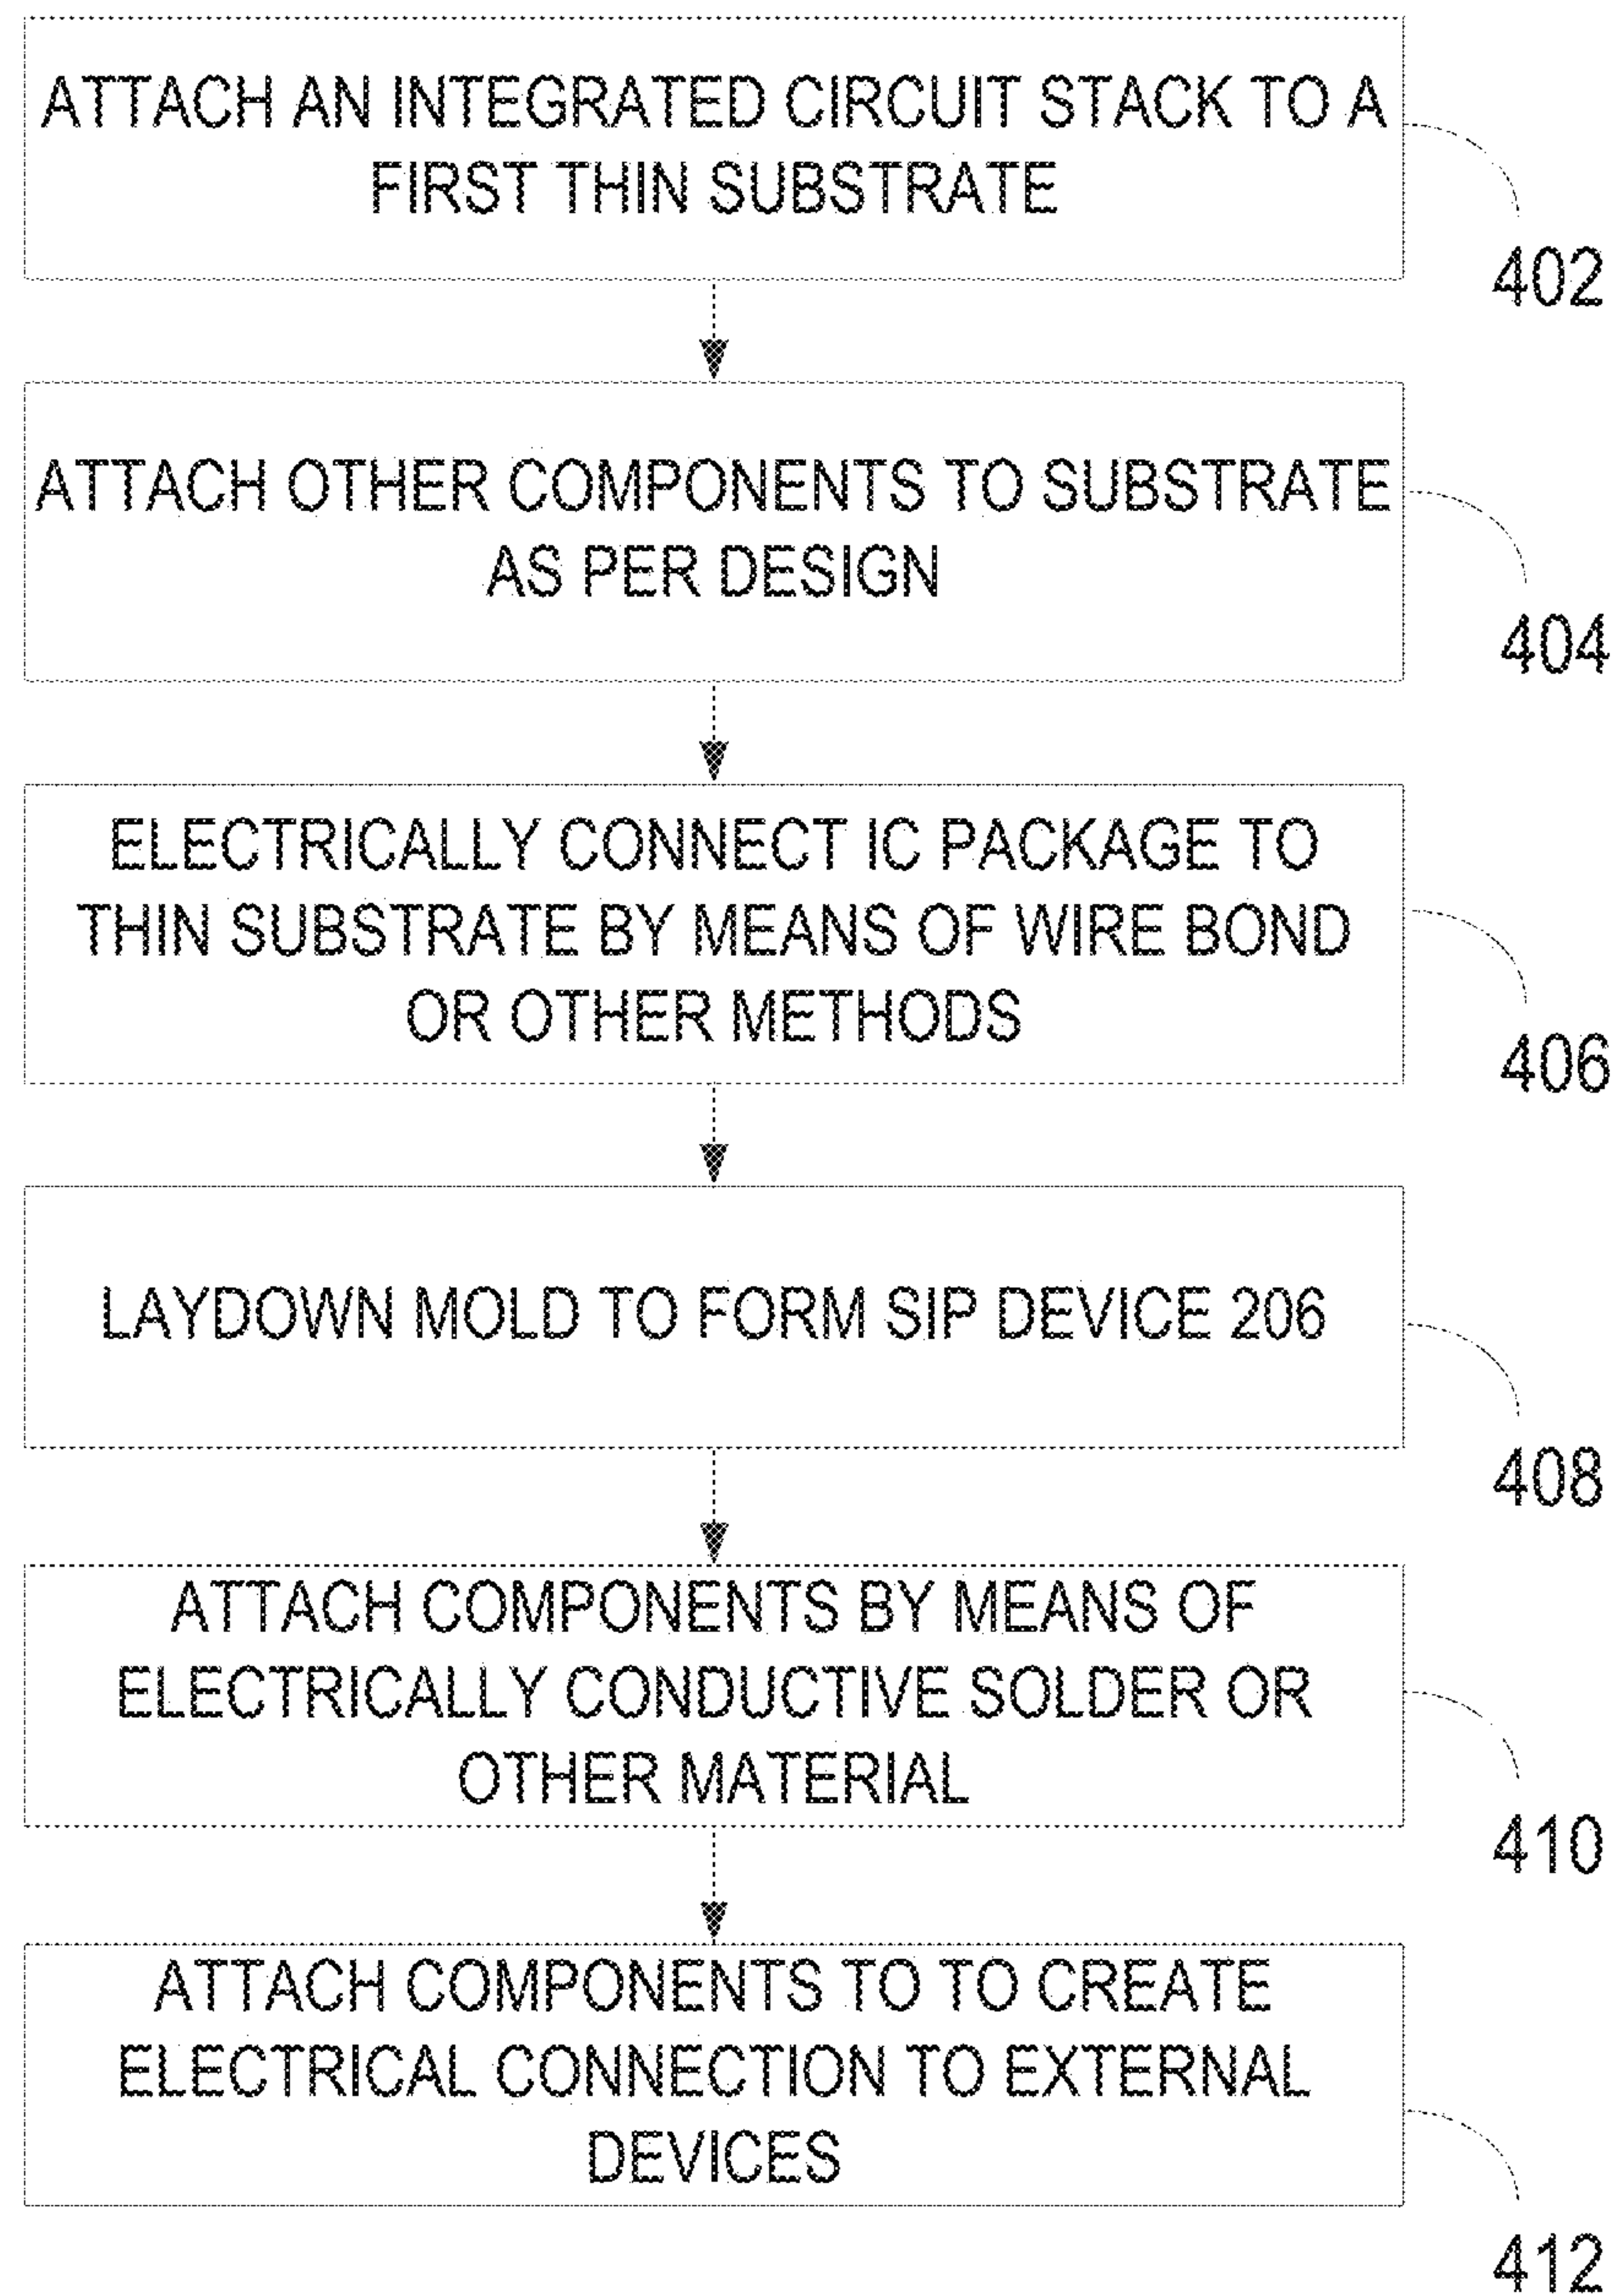 ATTACH AN INTEGRATED CIRCUIT STACK TO A
FIRST THIN SUBSTRATE
402
ATTACH OTHER COMPONENTS TO SUBSTRATE
AS PER DESIGN
404
ELECTRICALLY CONNECT IC PACKAGE TO
THIN SUBSTRATE BY MEANS OF WIRE BOND
OR OTHER METHODS
406
LAYDOWN MOLD TO FORM SIP DEVICE 206
408
ATTACH COMPONENTS BY MEANS OF
ELECTRICALLY CONDUCTIVE SOLDER OR
OTHER MATERIAL
410
ATTACH COMPONENTS TO TO CREATE
ELECTRICAL CONNECTION TO EXTERNAL
DEVICES
412